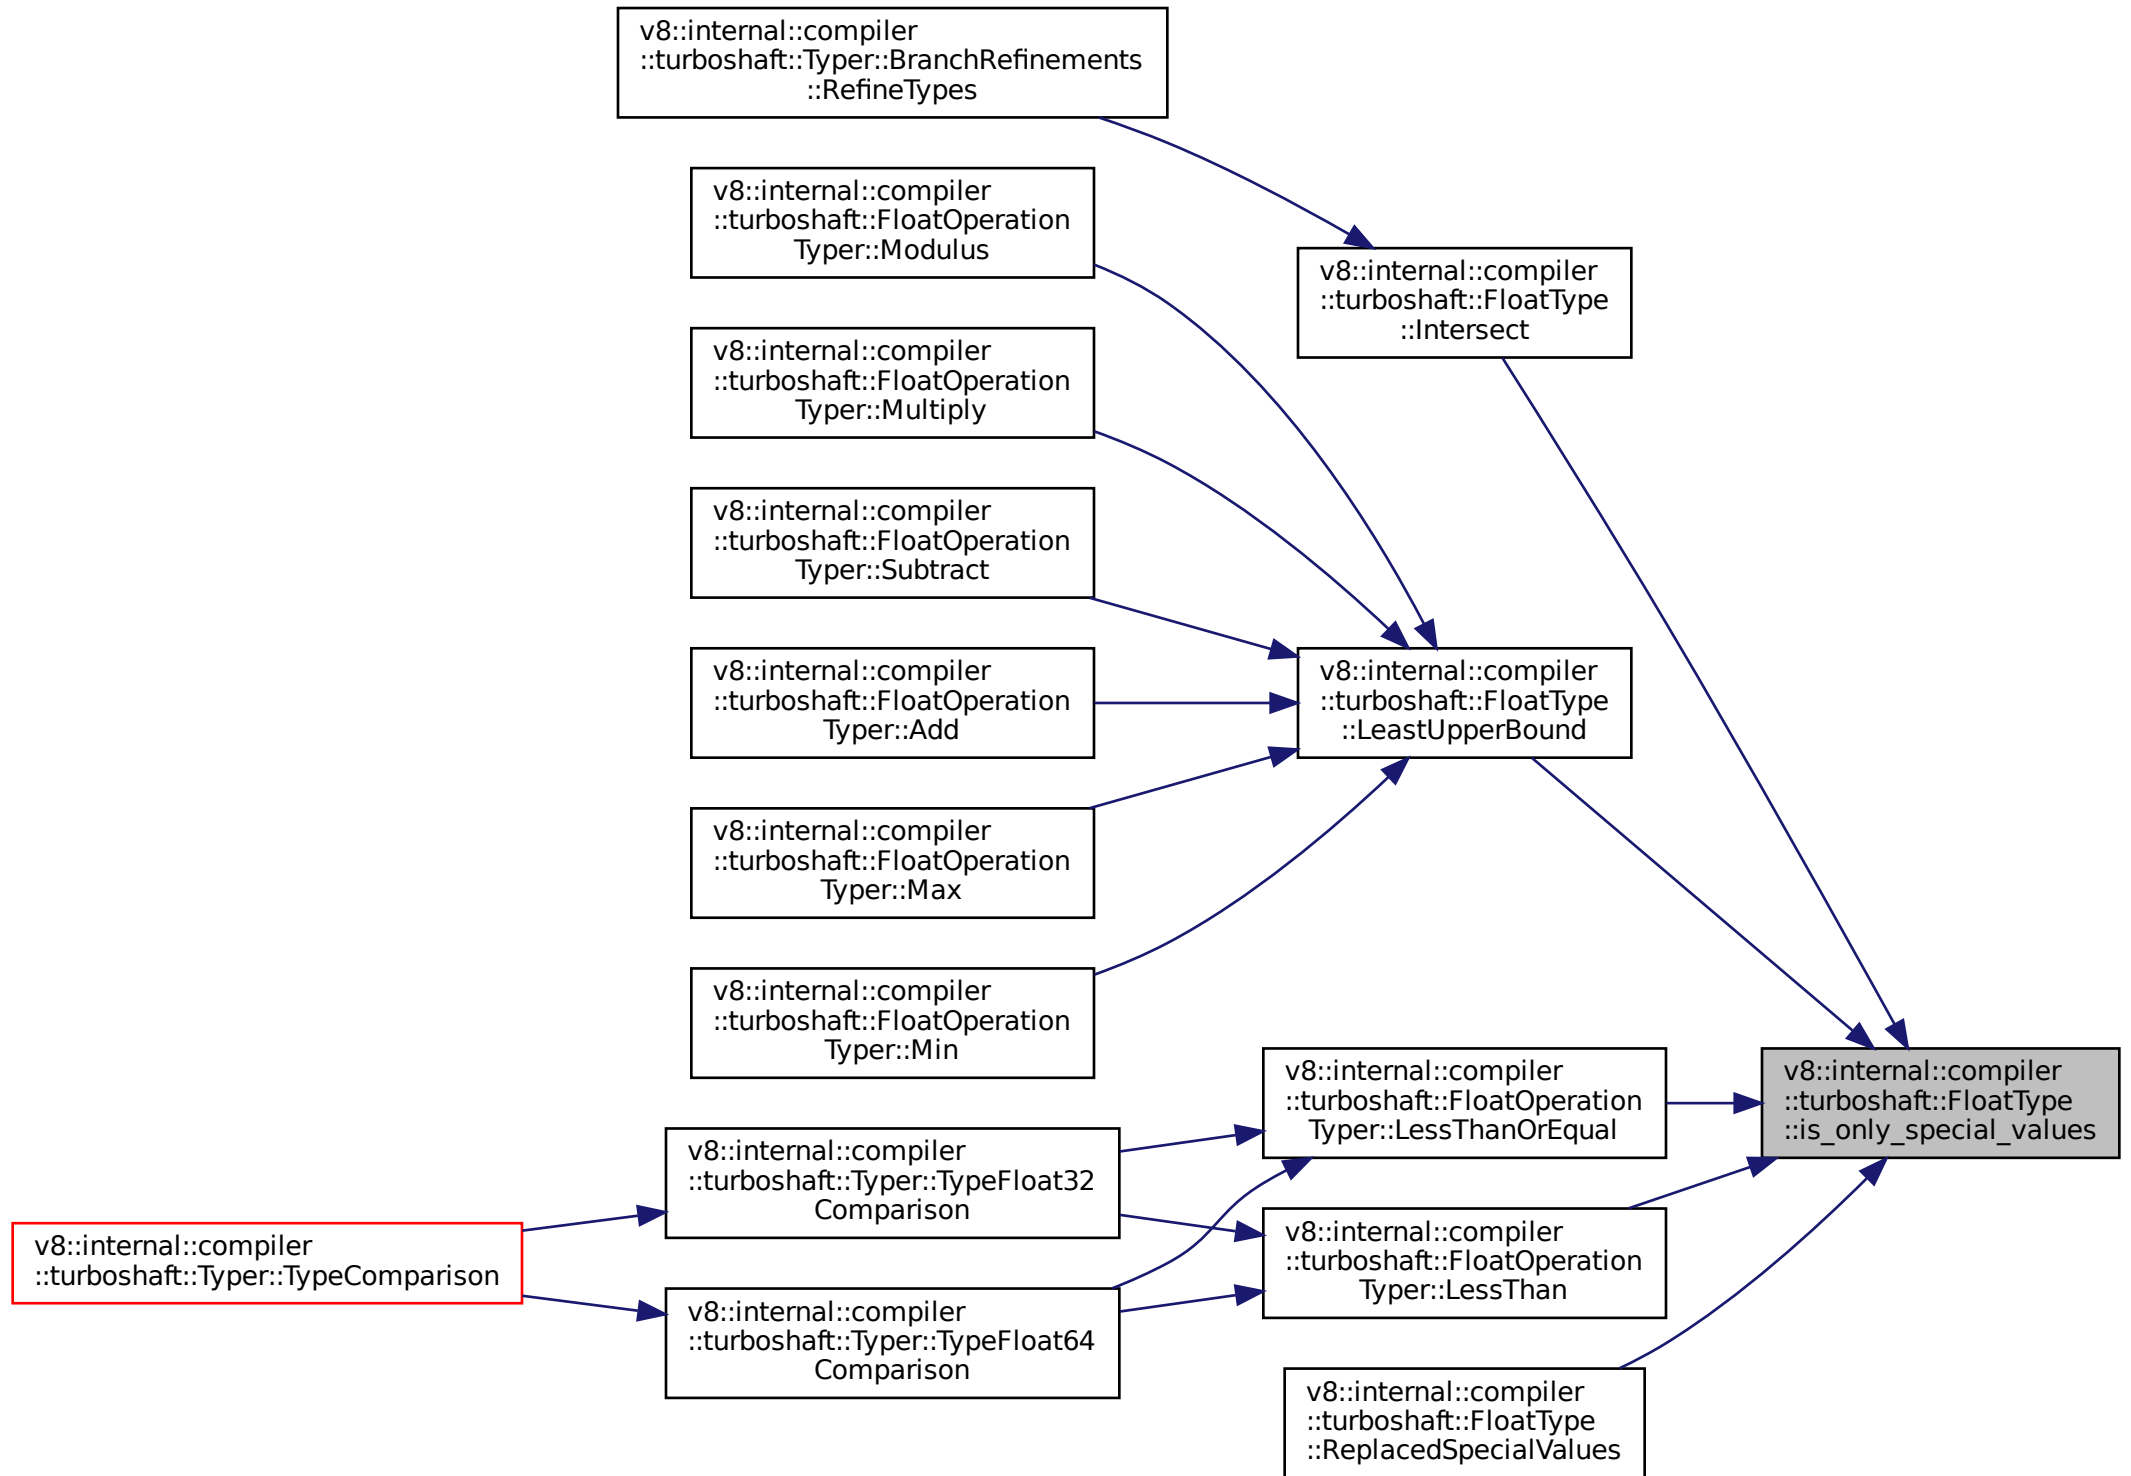 v8::internal::compiler
::turboshaft::Typer::BranchRefinements
::RefineTypes
v8::internal::compiler
::turboshaft::FloatOperation
Typer::Modulus
v8::internal::compiler
::turboshaft::FloatType
::Intersect
v8::internal::compiler
::turboshaft::FloatOperation
Typer::Multiply
v8::internal::compiler
::turboshaft::FloatOperation
Typer::Subtract
v8::internal::compiler
::turboshaft::FloatOperation
Typer::Add
v8::internal::compiler
::turboshaft::FloatType
::LeastUpperBound
v8::internal::compiler
::turboshaft::FloatOperation
Typer::Max
v8::internal::compiler
::turboshaft::FloatOperation
Typer::Min
v8::internal::compiler
::turboshaft::FloatOperation
Typer::LessThanOrEqual
v8::internal::compiler
::turboshaft::FloatType
::is_only_special_values
v8::internal::compiler
::turboshaft::Typer::TypeFloat32
Comparison
v8::internal::compiler
::turboshaft::Typer::TypeComparison
v8::internal::compiler
::turboshaft::FloatOperation
Typer::LessThan
v8::internal::compiler
::turboshaft::Typer::TypeFloat64
Comparison
v8::internal::compiler
::turboshaft::FloatType
::ReplacedSpecialValues